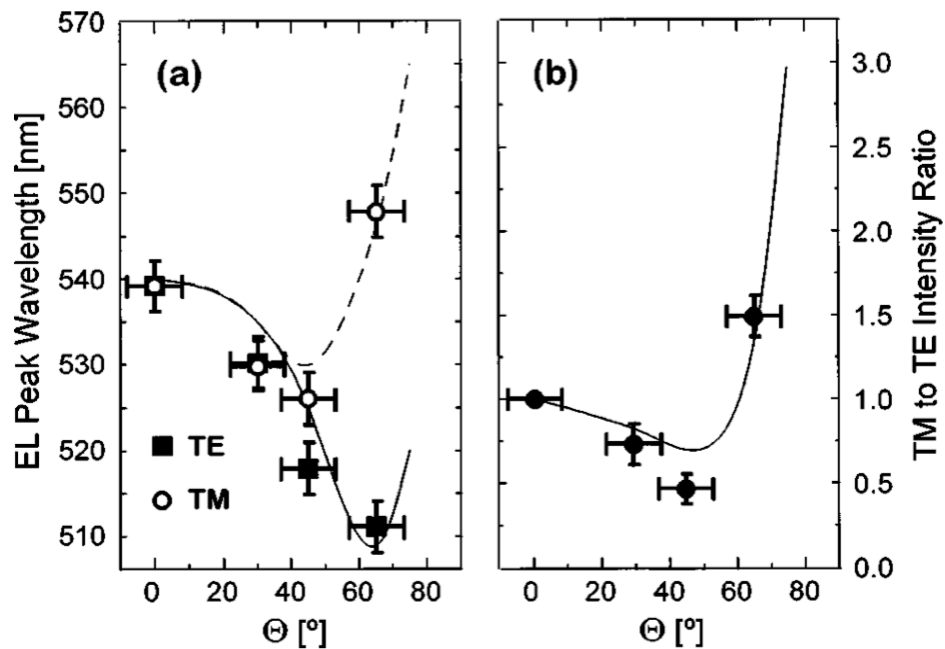 (a)
EL Peak Wavelength [nm]
570
560
550
540
530
520
510
TE
TM
0 20 40 60 80
Θ [º]
(b)
TM to TE Intensity Ratio
3.0
2.5
2.0
1.5
1.0
0.5
0.0
0 20 40 60 80
Θ [º]